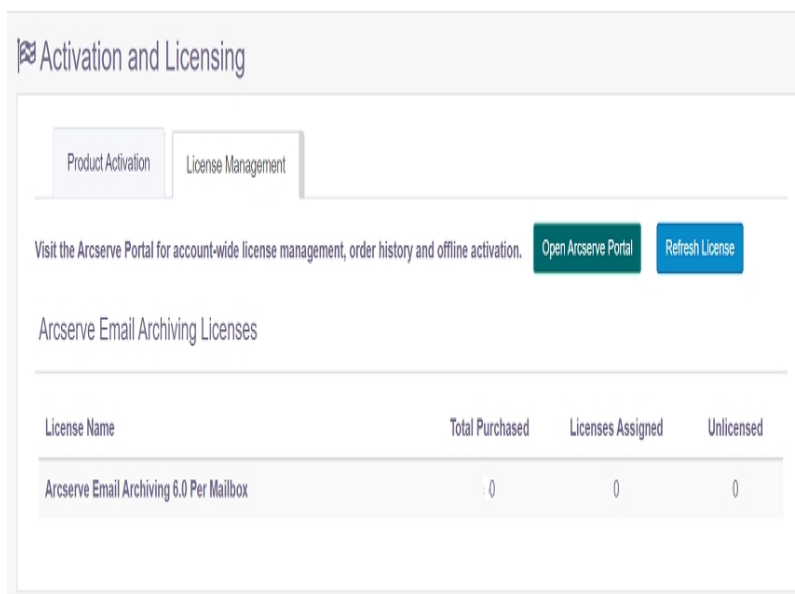 Activation and Licensing
Product Activation
License Management
Visit the Arcserve Portal for account-wide license management, order history and offline activation.
Open Arcserve Portal
Refresh License
Arcserve Email Archiving Licenses
License Name Total Purchased Licenses Assigned Unlicensed
Arcserve Email Archiving 6.0 Per Mailbox 0 0 0